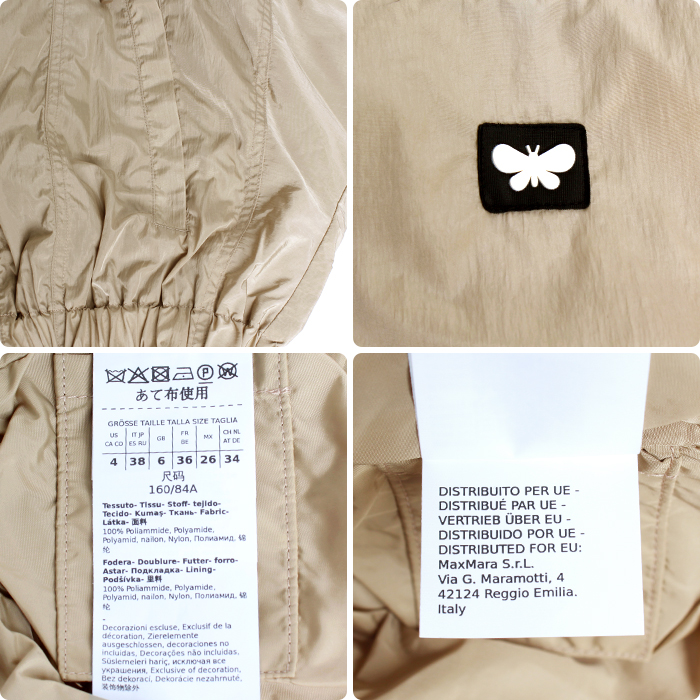 あて布使用
GRÖSSE TAILLE TALLA SIZE TAGLIA
US CA CO
IT JP ES RU
GB
FR BE
MX
CH NL AT DE
4 38 6 36 26 34
尺码
160/84A
Tessuto- Tissu- Stoff- tejido-
Tecido- Kumaş- Ткань- Fabric-
Látka- 面料
100% Poliammide, Polyamide,
Polyamid, nailon, Nylon, Полиамид, 锦
纶
Fodera- Doublure- Futter- forro-
Astar- Подкладка- Lining-
Podšívka- 里料
100% Poliammide, Polyamide,
Polyamid, nailon, Nylon, Полиамид, 锦
纶
-
Decorazioni escluse, Exclusif de la
décoration, Zierelemente
ausgeschlossen, decoraciones no
incluidas, Decorações não incluidas,
Süslemeleri hariç, исключая все
украшения, Exclusive of decoration,
Bez dekorací, Dekorácie nezahrnuté,
装饰物除外
DISTRIBUITO PER UE -
DISTRIBUÉ PAR UE -
VERTRIEB ÜBER EU -
DISTRIBUIDO POR UE -
DISTRIBUTED FOR EU:
MaxMara S.r.L.
Via G. Maramotti, 4
42124 Reggio Emilia.
Italy